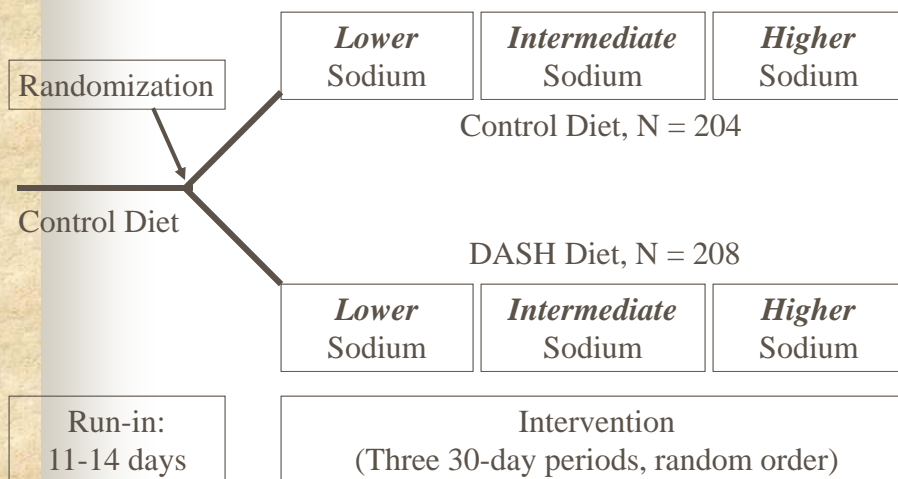 Lower
Sodium
Intermediate
Sodium
Higher
Sodium
Randomization
Control Diet, N = 204
Control Diet
DASH Diet, N = 208
Lower
Sodium
Intermediate
Sodium
Higher
Sodium
Run-in:
11-14 days
Intervention
(Three 30-day periods, random order)